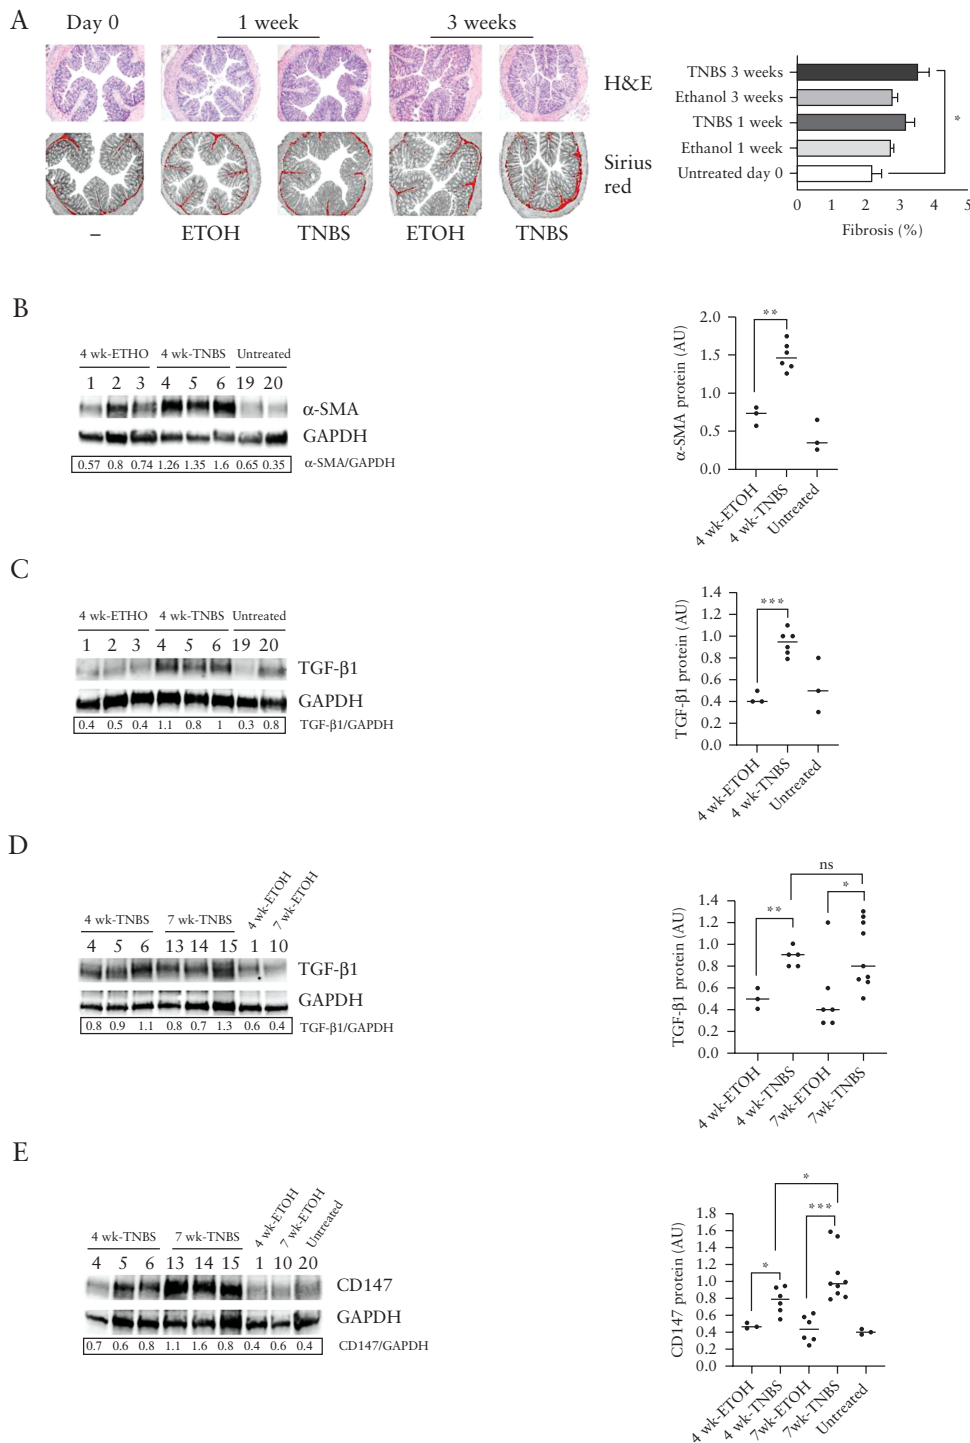 A
Day 0
1 week
3 weeks
H&E
Sirius
red
–
ETOH
TNBS
ETOH
TNBS
TNBS 3 weeks
Ethanol 3 weeks
TNBS 1 week
Ethanol 1 week
Untreated day 0
*
0 1 2 3 4 5
Fibrosis (%)
B
4 wk-ETHO 4 wk-TNBS Untreated
1 2 3 4 5 6 19 20
α-SMA
GAPDH
0.57 0.8 0.74 1.26 1.35 1.6 0.65 0.35 α-SMA/GAPDH
α-SMA protein (AU)
2.0
1.5
1.0
0.5
0.0
**
4 wk-ETOH
4 wk-TNBS
Untreated
C
4 wk-ETHO 4 wk-TNBS Untreated
1 2 3 4 5 6 19 20
TGF-β1
GAPDH
0.4 0.5 0.4 1.1 0.8 1 0.3 0.8 TGF-β1/GAPDH
TGF-β1 protein (AU)
1.4
1.2
1.0
0.8
0.6
0.4
0.2
0.0
***
4 wk-ETOH
4 wk-TNBS
Untreated
D
4 wk-TNBS 7 wk-TNBS 4 wk-ETOH 7 wk-ETOH
4 5 6 13 14 15 1 10
TGF-β1
GAPDH
0.8 0.9 1.1 0.8 0.7 1.3 0.6 0.4 TGF-β1/GAPDH
TGF-β1 protein (AU)
1.4
1.2
1.0
0.8
0.6
0.4
0.2
0.0
ns
**
*
4 wk-ETOH
4 wk-TNBS
7wk-ETOH
7wk-TNBS
E
4 wk-TNBS 7 wk-TNBS 4 wk-ETOH 7 wk-ETOH Untreated
4 5 6 13 14 15 1 10 20
CD147
GAPDH
0.7 0.6 0.8 1.1 1.6 0.8 0.4 0.6 0.4 CD147/GAPDH
CD147 protein (AU)
1.8
1.6
1.4
1.2
1.0
0.8
0.6
0.4
0.2
0.0
*
***
*
4 wk-ETOH
4 wk-TNBS
7wk-ETOH
7wk-TNBS
Untreated